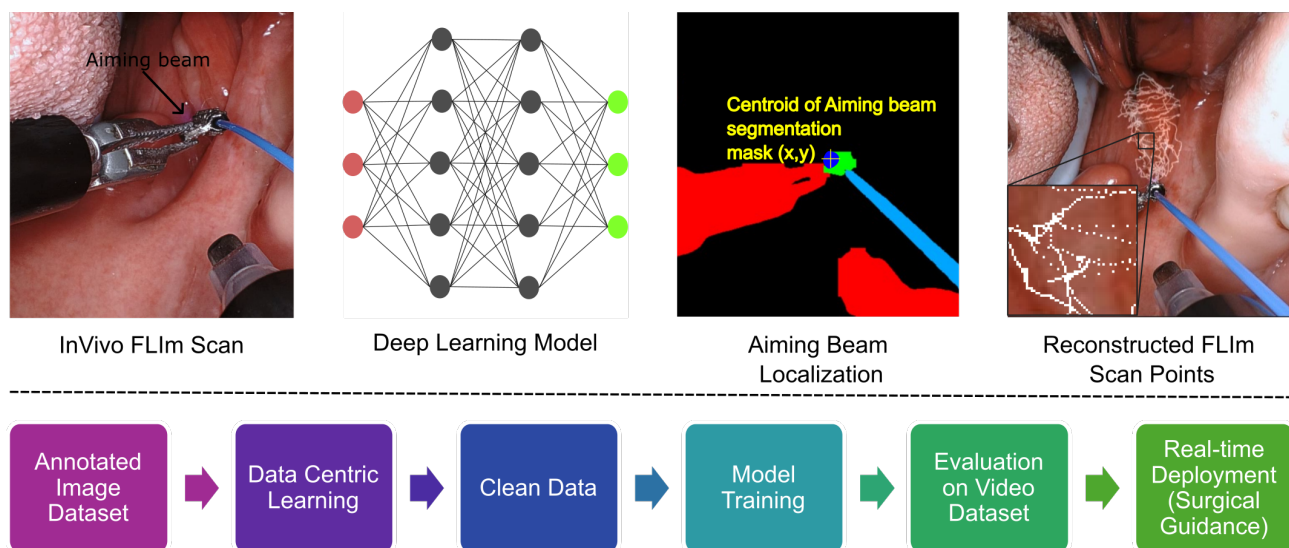 Aiming beam
Centroid of Aiming beam
segmentation
mask (x,y)
InVivo FLIm Scan
Deep Learning Model
Aiming Beam
Localization
Reconstructed FLIm
Scan Points
Annotated
Image
Dataset
Data Centric
Learning
Clean Data
Model
Training
Evaluation
on Video
Dataset
Real-time
Deployment
(Surgical
Guidance)